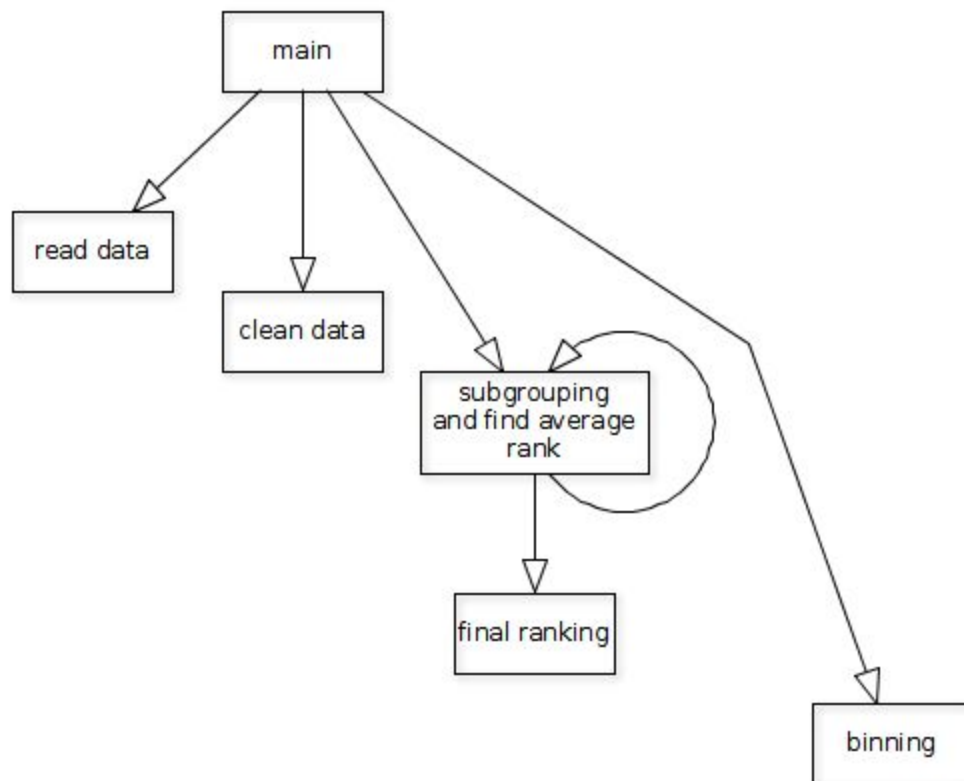 main
read data
clean data
subgrouping
and find average
rank
final ranking
binning